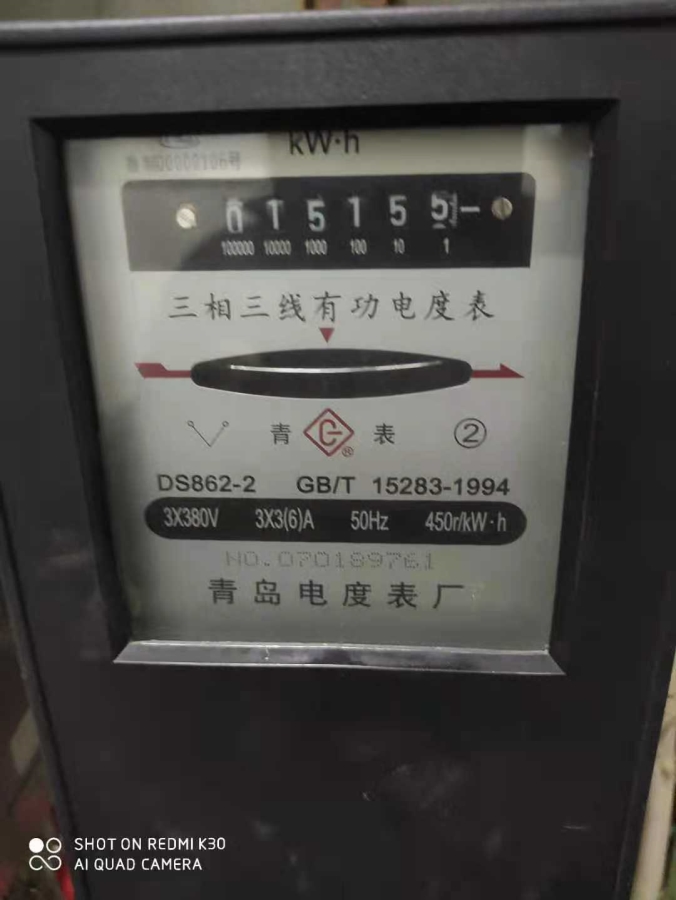 kW·h
0 1 5 1 5 5
100000 10000 1000 100 10 1
三相三线有功电度表
青 表 ②
DS862-2 GB/T 15283-1994
3X380V 3X3(6)A 50Hz 450r/kW·h
NO.070189761
青岛电度表厂
SHOT ON REDMI K30
AI QUAD CAMERA